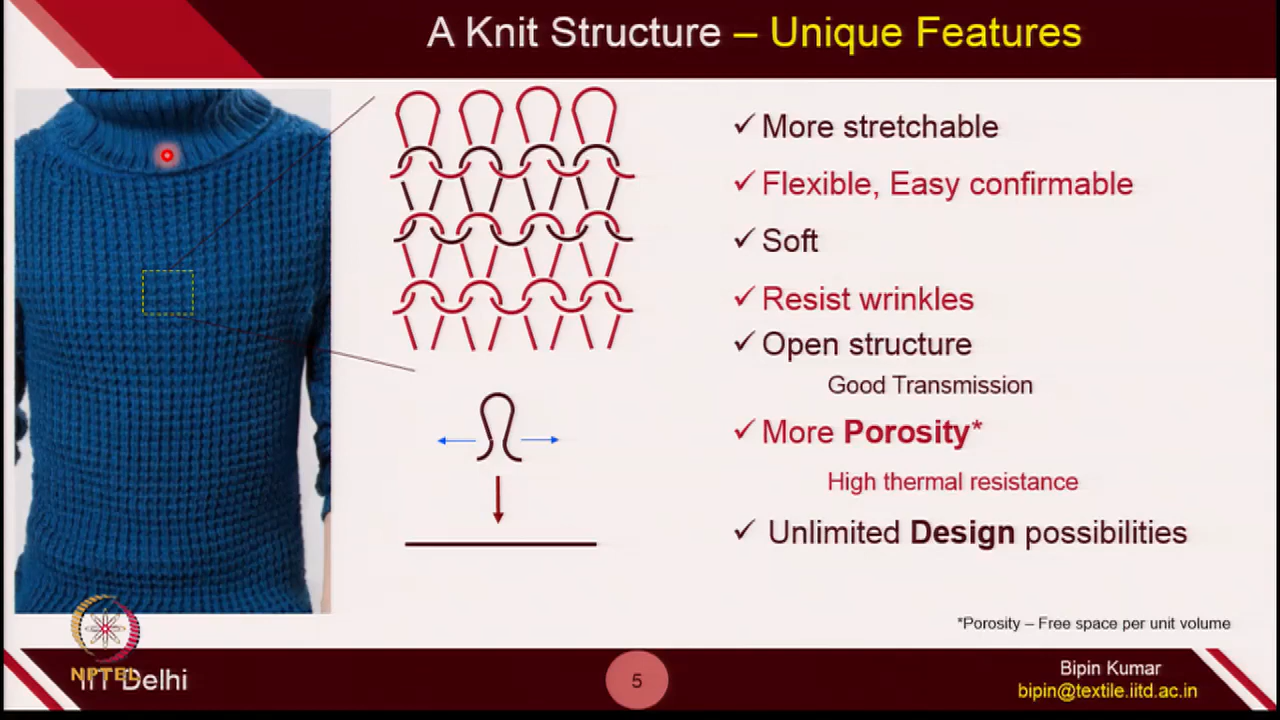 A Knit Structure – Unique Features
✓ More stretchable
✓ Flexible, Easy confirmable
✓ Soft
✓ Resist wrinkles
✓ Open structure
Good Transmission
✓ More Porosity*
High thermal resistance
✓ Unlimited Design possibilities
*Porosity – Free space per unit volume
NPTEL
IIT Delhi
5
Bipin Kumar
bipin@textile.iitd.ac.in